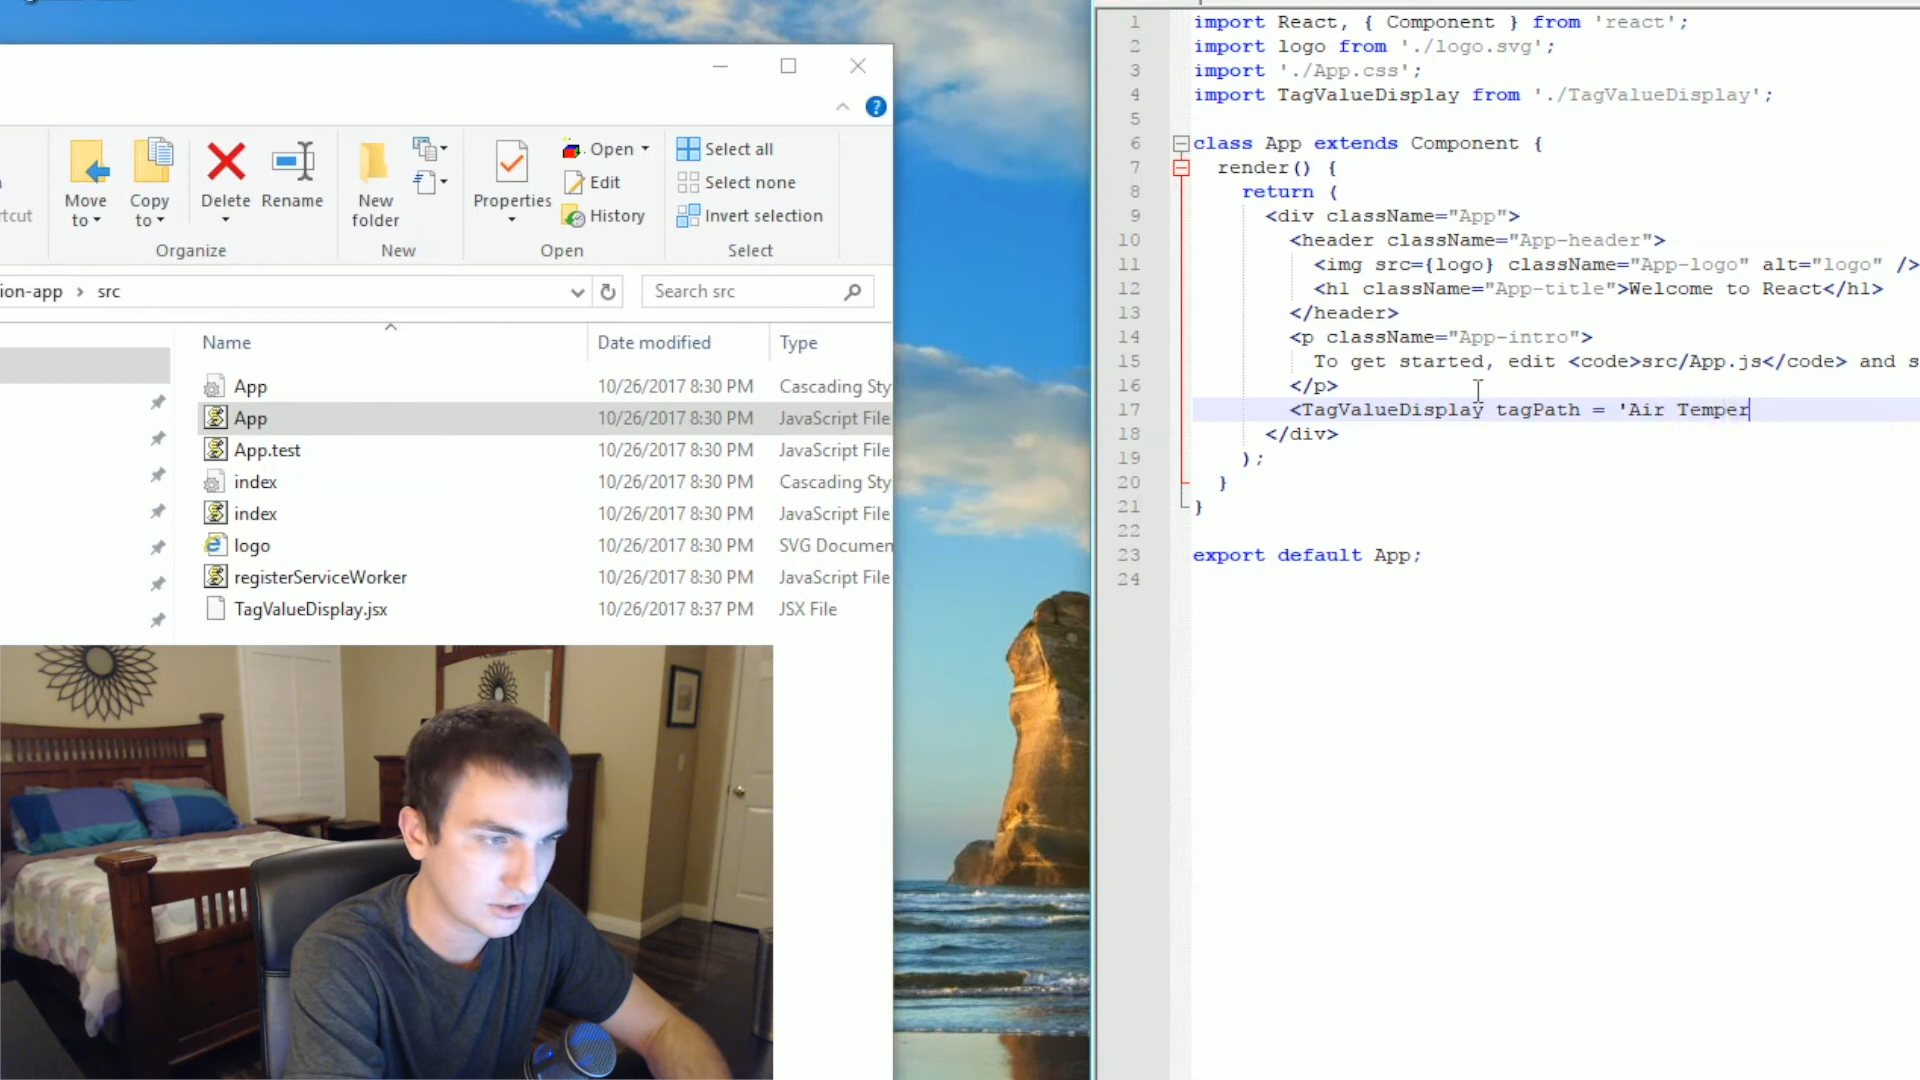 Move to
Copy to
Delete
Rename
Organize
New folder
New
Properties
Open
Edit
History
Open
Select all
Select none
Invert selection
Select
rtcut
ion-app > src
Search src
Name Date modified Type
App 10/26/2017 8:30 PM Cascading Sty
App 10/26/2017 8:30 PM JavaScript File
App.test 10/26/2017 8:30 PM JavaScript File
index 10/26/2017 8:30 PM Cascading Sty
index 10/26/2017 8:30 PM JavaScript File
logo 10/26/2017 8:30 PM SVG Documen
registerServiceWorker 10/26/2017 8:30 PM JavaScript File
TagValueDisplay.jsx 10/26/2017 8:37 PM JSX File
1 import React, { Component } from 'react';
2 import logo from './logo.svg';
3 import './App.css';
4 import TagValueDisplay from './TagValueDisplay';
5
6 class App extends Component {
7 render() {
8 return (
9 <div className="App">
10 <header className="App-header">
11 <img src={logo} className="App-logo" alt="logo" />
12 <h1 className="App-title">Welcome to React</h1>
13 </header>
14 <p className="App-intro">
15 To get started, edit <code>src/App.js</code> and s
16 </p>
17 <TagValueDisplay tagPath = 'Air Temper
18 </div>
19 );
20 }
21 }
22
23 export default App;
24